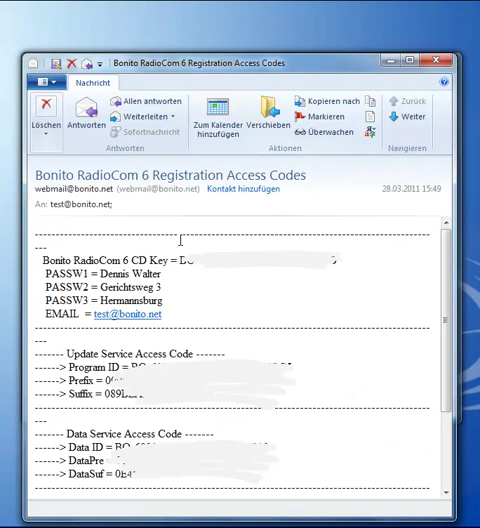 Bonito RadioCom 6 Registration Access Codes
Nachricht
Löschen
Antworten
Allen antworten
Weiterleiten
Sofortnachricht
Antworten
Zum Kalender hinzufügen
Verschieben
Kopieren nach
Markieren
Überwachen
Aktionen
Zurück
Weiter
Navigieren
Bonito RadioCom 6 Registration Access Codes
webmail@bonito.net (webmail@bonito.net) Kontakt hinzufügen
28.03.2011 15:49
An: test@bonito.net;
---
Bonito RadioCom 6 CD Key =
PASSW1 = Dennis Walter
PASSW2 = Gerichtsweg 3
PASSW3 = Hermannsburg
EMAIL = test@bonito.net
---
------- Update Service Access Code -------
------> Program ID =
------> Prefix =
------> Suffix =
---
------- Data Service Access Code -------
------> Data ID =
------> DataPre =
------> DataSuf =